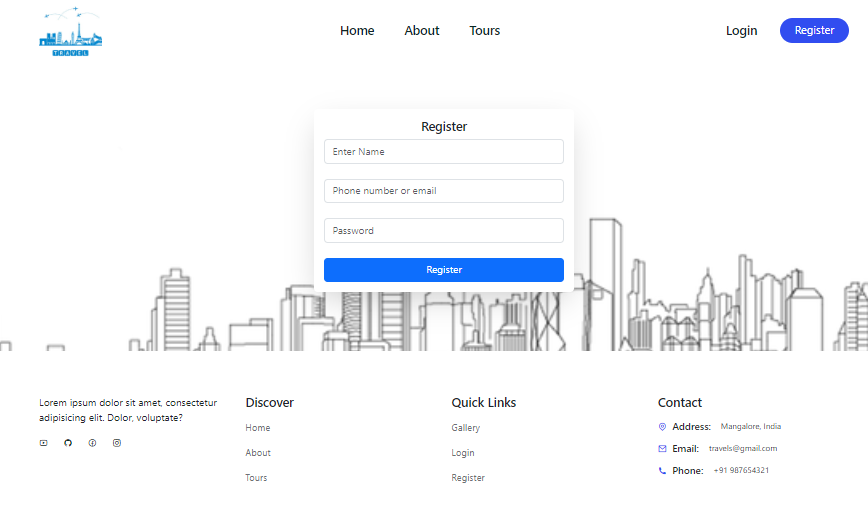 TRAVEL
Home About Tours
Login Register
Register
Enter Name
Phone number or email
Password
Register
Lorem ipsum dolor sit amet, consectetur
adipisicing elit. Dolor, voluptate?
Discover
Home
About
Tours
Quick Links
Gallery
Login
Register
Contact
Address: Mangalore, India
Email: travels@gmail.com
Phone: +91 987654321